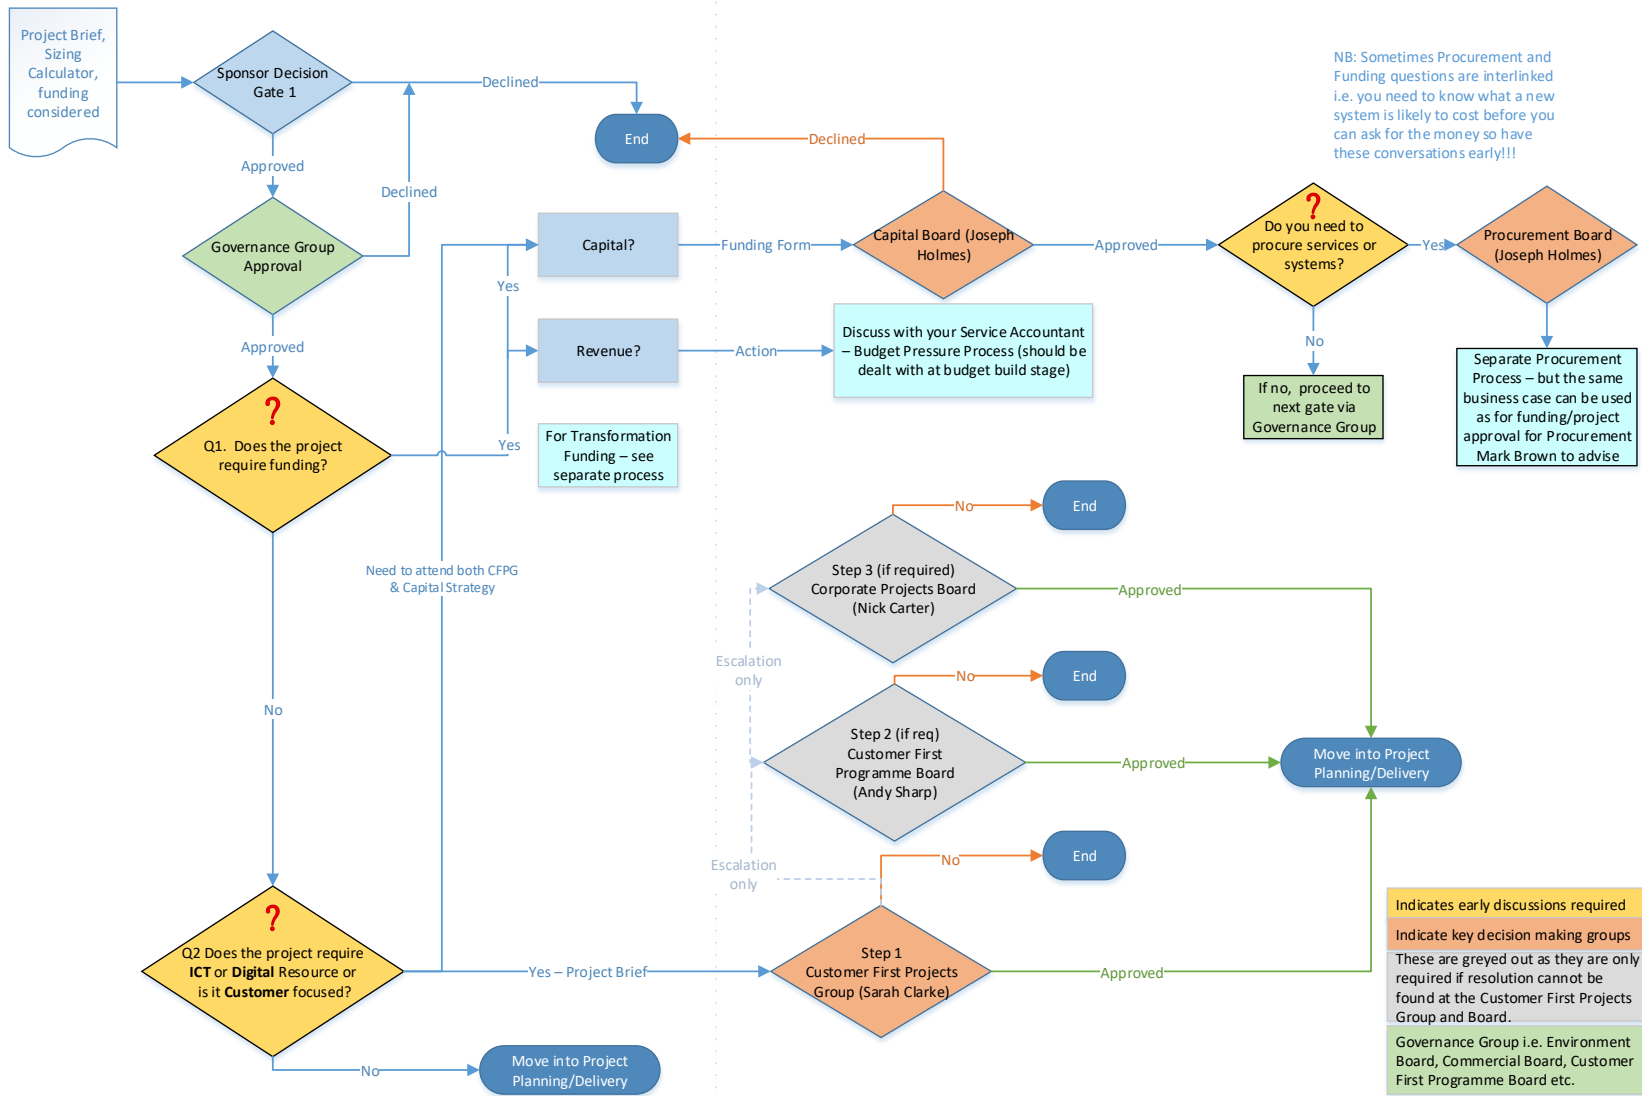 Project Brief,
Sizing
Calculator,
funding
considered
Sponsor Decision
Gate 1
Declined
End
Approved
Declined
Governance Group
Approval
Approved
Declined
NB: Sometimes Procurement and
Funding questions are interlinked
i.e. you need to know what a new
system is likely to cost before you
can ask for the money so have
these conversations early!!!
Capital?
Funding Form
Capital Board (Joseph
Holmes)
Approved
?
Do you need to
procure services or
systems?
Yes
Procurement Board
(Joseph Holmes)
Yes
Revenue?
Action
Discuss with your Service Accountant
– Budget Pressure Process (should be
dealt with at budget build stage)
No
If no, proceed to
next gate via
Governance Group
Separate Procurement
Process – but the same
business case can be used
as for funding/project
approval for Procurement
Mark Brown to advise
?
Q1. Does the project
require funding?
Yes
For Transformation
Funding – see
separate process
No
End
Step 3 (if required)
Corporate Projects Board
(Nick Carter)
Approved
Need to attend both CFPG
& Capital Strategy
Escalation
only
No
End
No
Step 2 (if req)
Customer First
Programme Board
(Andy Sharp)
Approved
Move into Project
Planning/Delivery
Escalation
only
No
End
?
Q2 Does the project require
ICT or Digital Resource or
is it Customer focused?
Yes – Project Brief
Step 1
Customer First Projects
Group (Sarah Clarke)
Approved
No
Move into Project
Planning/Delivery
Indicates early discussions required
Indicate key decision making groups
These are greyed out as they are only
required if resolution cannot be
found at the Customer First Projects
Group and Board.
Governance Group i.e. Environment
Board, Commercial Board, Customer
First Programme Board etc.